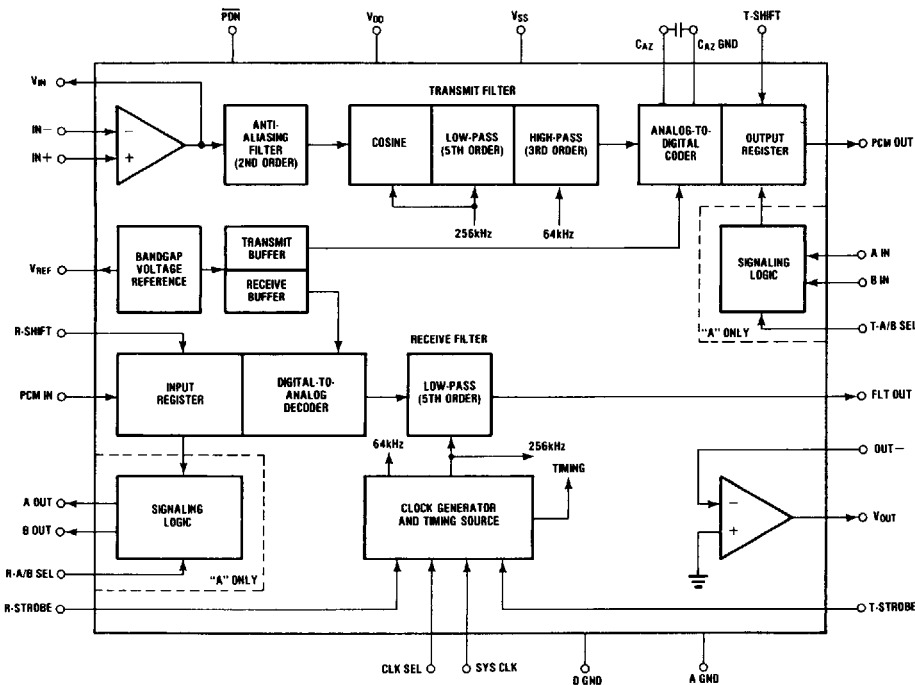 PDN
VDD
VSS
CAZ
CAZ GND
T-SHIFT
VIN
TRANSMIT FILTER
IN−
IN+
−
+
ANTI-
ALIASING
FILTER
(2ND ORDER)
COSINE
LOW-PASS
(5TH ORDER)
HIGH-PASS
(3RD ORDER)
ANALOG-TO-
DIGITAL
CODER
OUTPUT
REGISTER
PCM OUT
256kHz
64kHz
VREF
BANDGAP
VOLTAGE
REFERENCE
TRANSMIT
BUFFER
RECEIVE
BUFFER
SIGNALING
LOGIC
A IN
B IN
"A" ONLY
T-A/B SEL
R-SHIFT
RECEIVE FILTER
PCM IN
INPUT
REGISTER
DIGITAL-TO-
ANALOG
DECODER
LOW-PASS
(5TH ORDER)
FLT OUT
64kHz
256kHz
TIMING
OUT−
A OUT
B OUT
SIGNALING
LOGIC
CLOCK GENERATOR
AND TIMING SOURCE
−
+
VOUT
R-A/B SEL
"A" ONLY
R-STROBE
T-STROBE
CLK SEL
SYS CLK
D GND
A GND